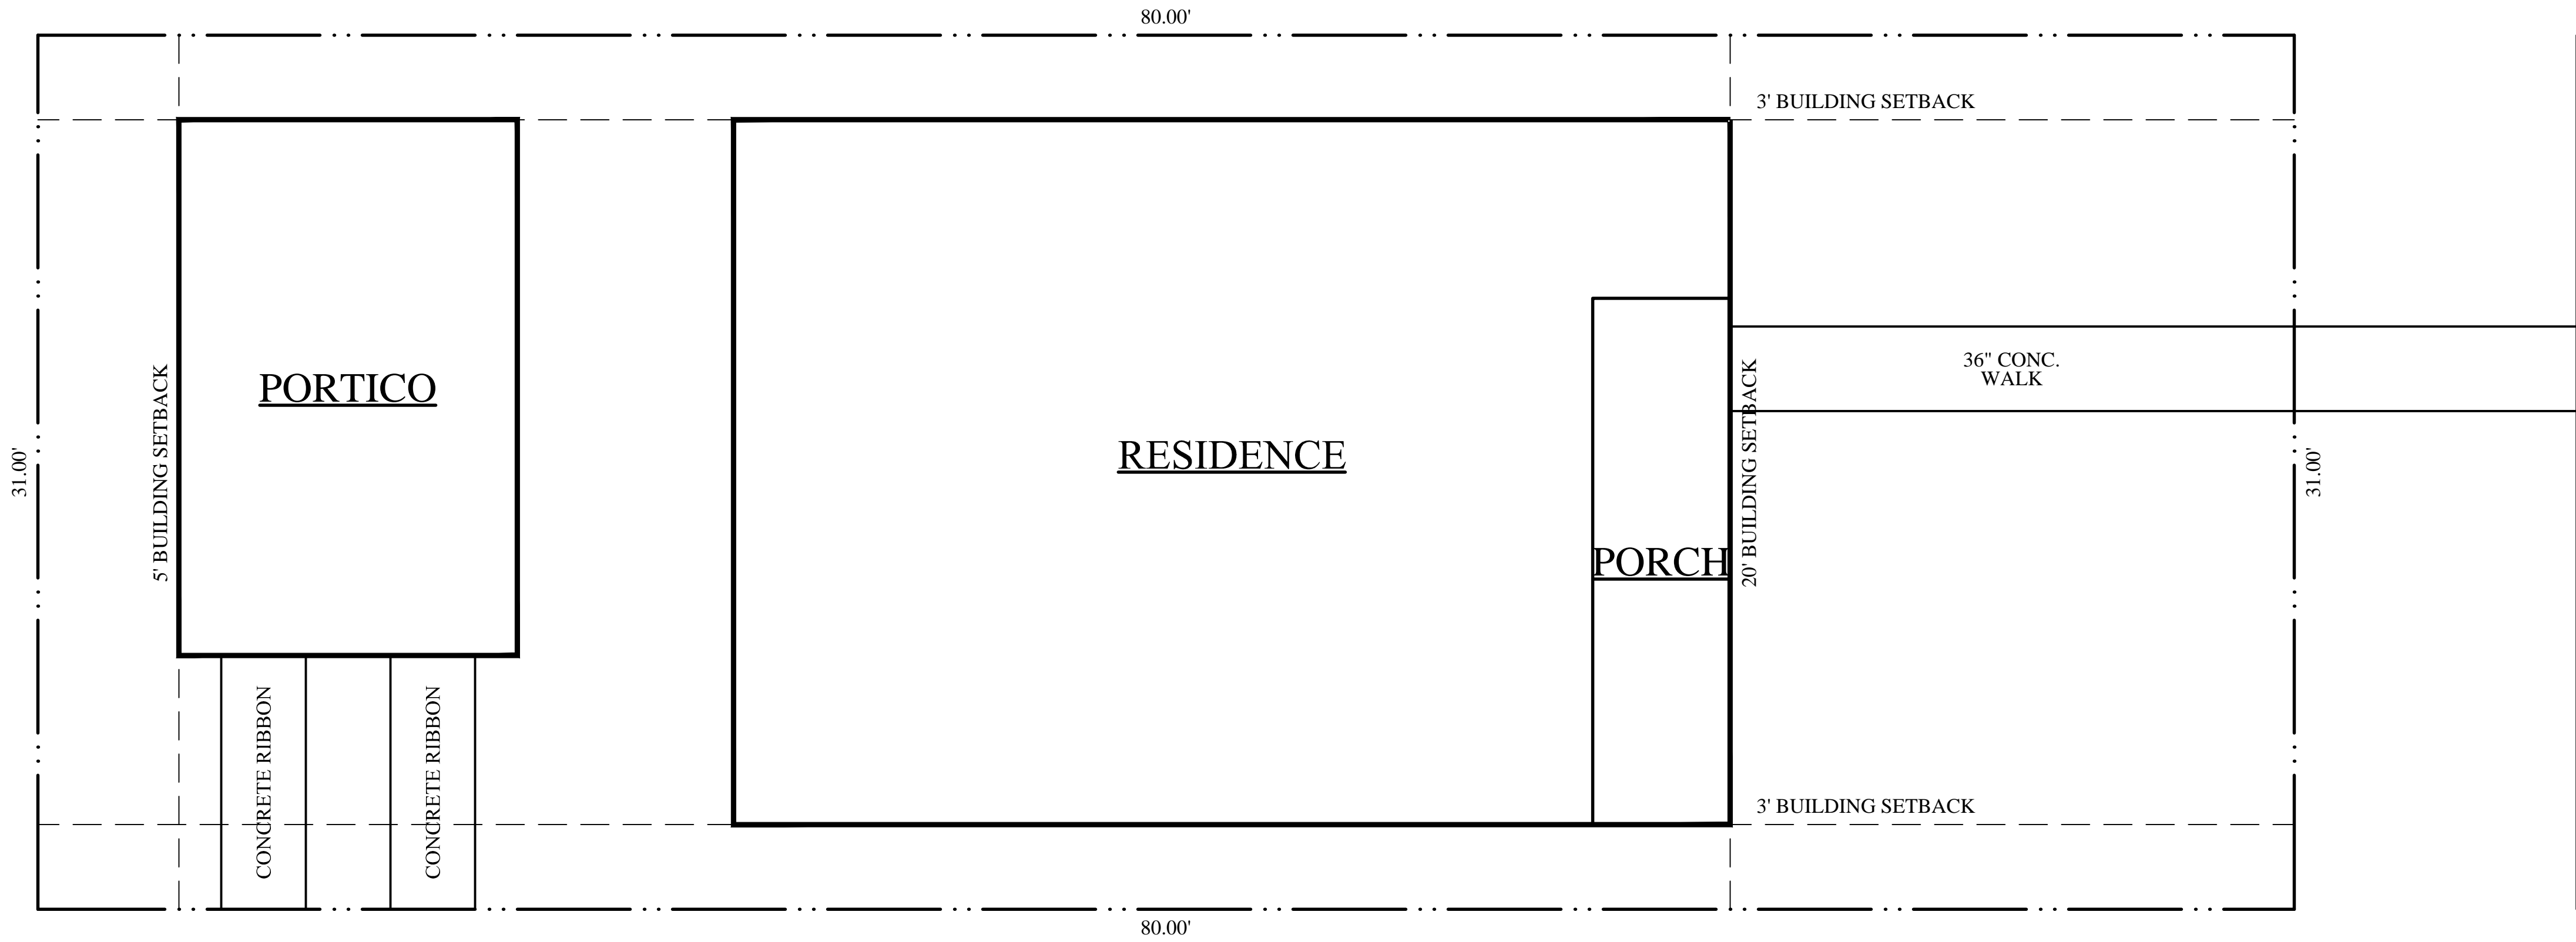 80.00'
3' BUILDING SETBACK
36" CONC.
WALK
PORTICO
5' BUILDING SETBACK
20' BUILDING SETBACK
RESIDENCE
31.00'
31.00'
PORCH
CONCRETE RIBBON
CONCRETE RIBBON
3' BUILDING SETBACK
80.00'